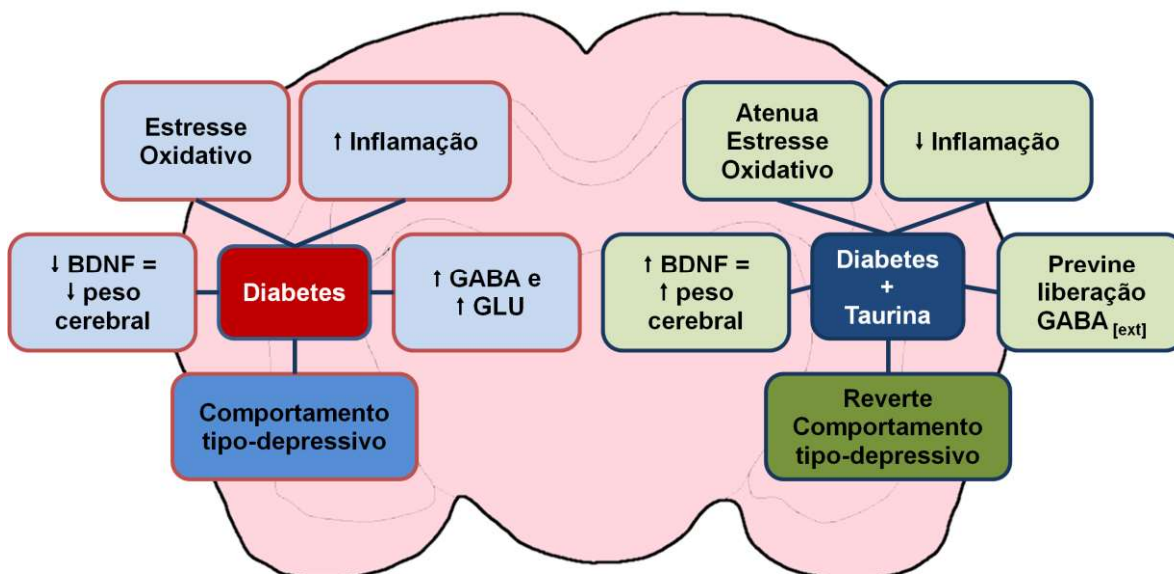 Estresse
Oxidativo
↑ Inflamação
↓ BDNF =
↓ peso
cerebral
Diabetes
↑ GABA e
↑ GLU
Comportamento
tipo-depressivo
Atenua
Estresse
Oxidativo
↓ Inflamação
↑ BDNF =
↑ peso
cerebral
Diabetes
+
Taurina
Previne
liberação
GABA [ext]
Reverte
Comportamento
tipo-depressivo